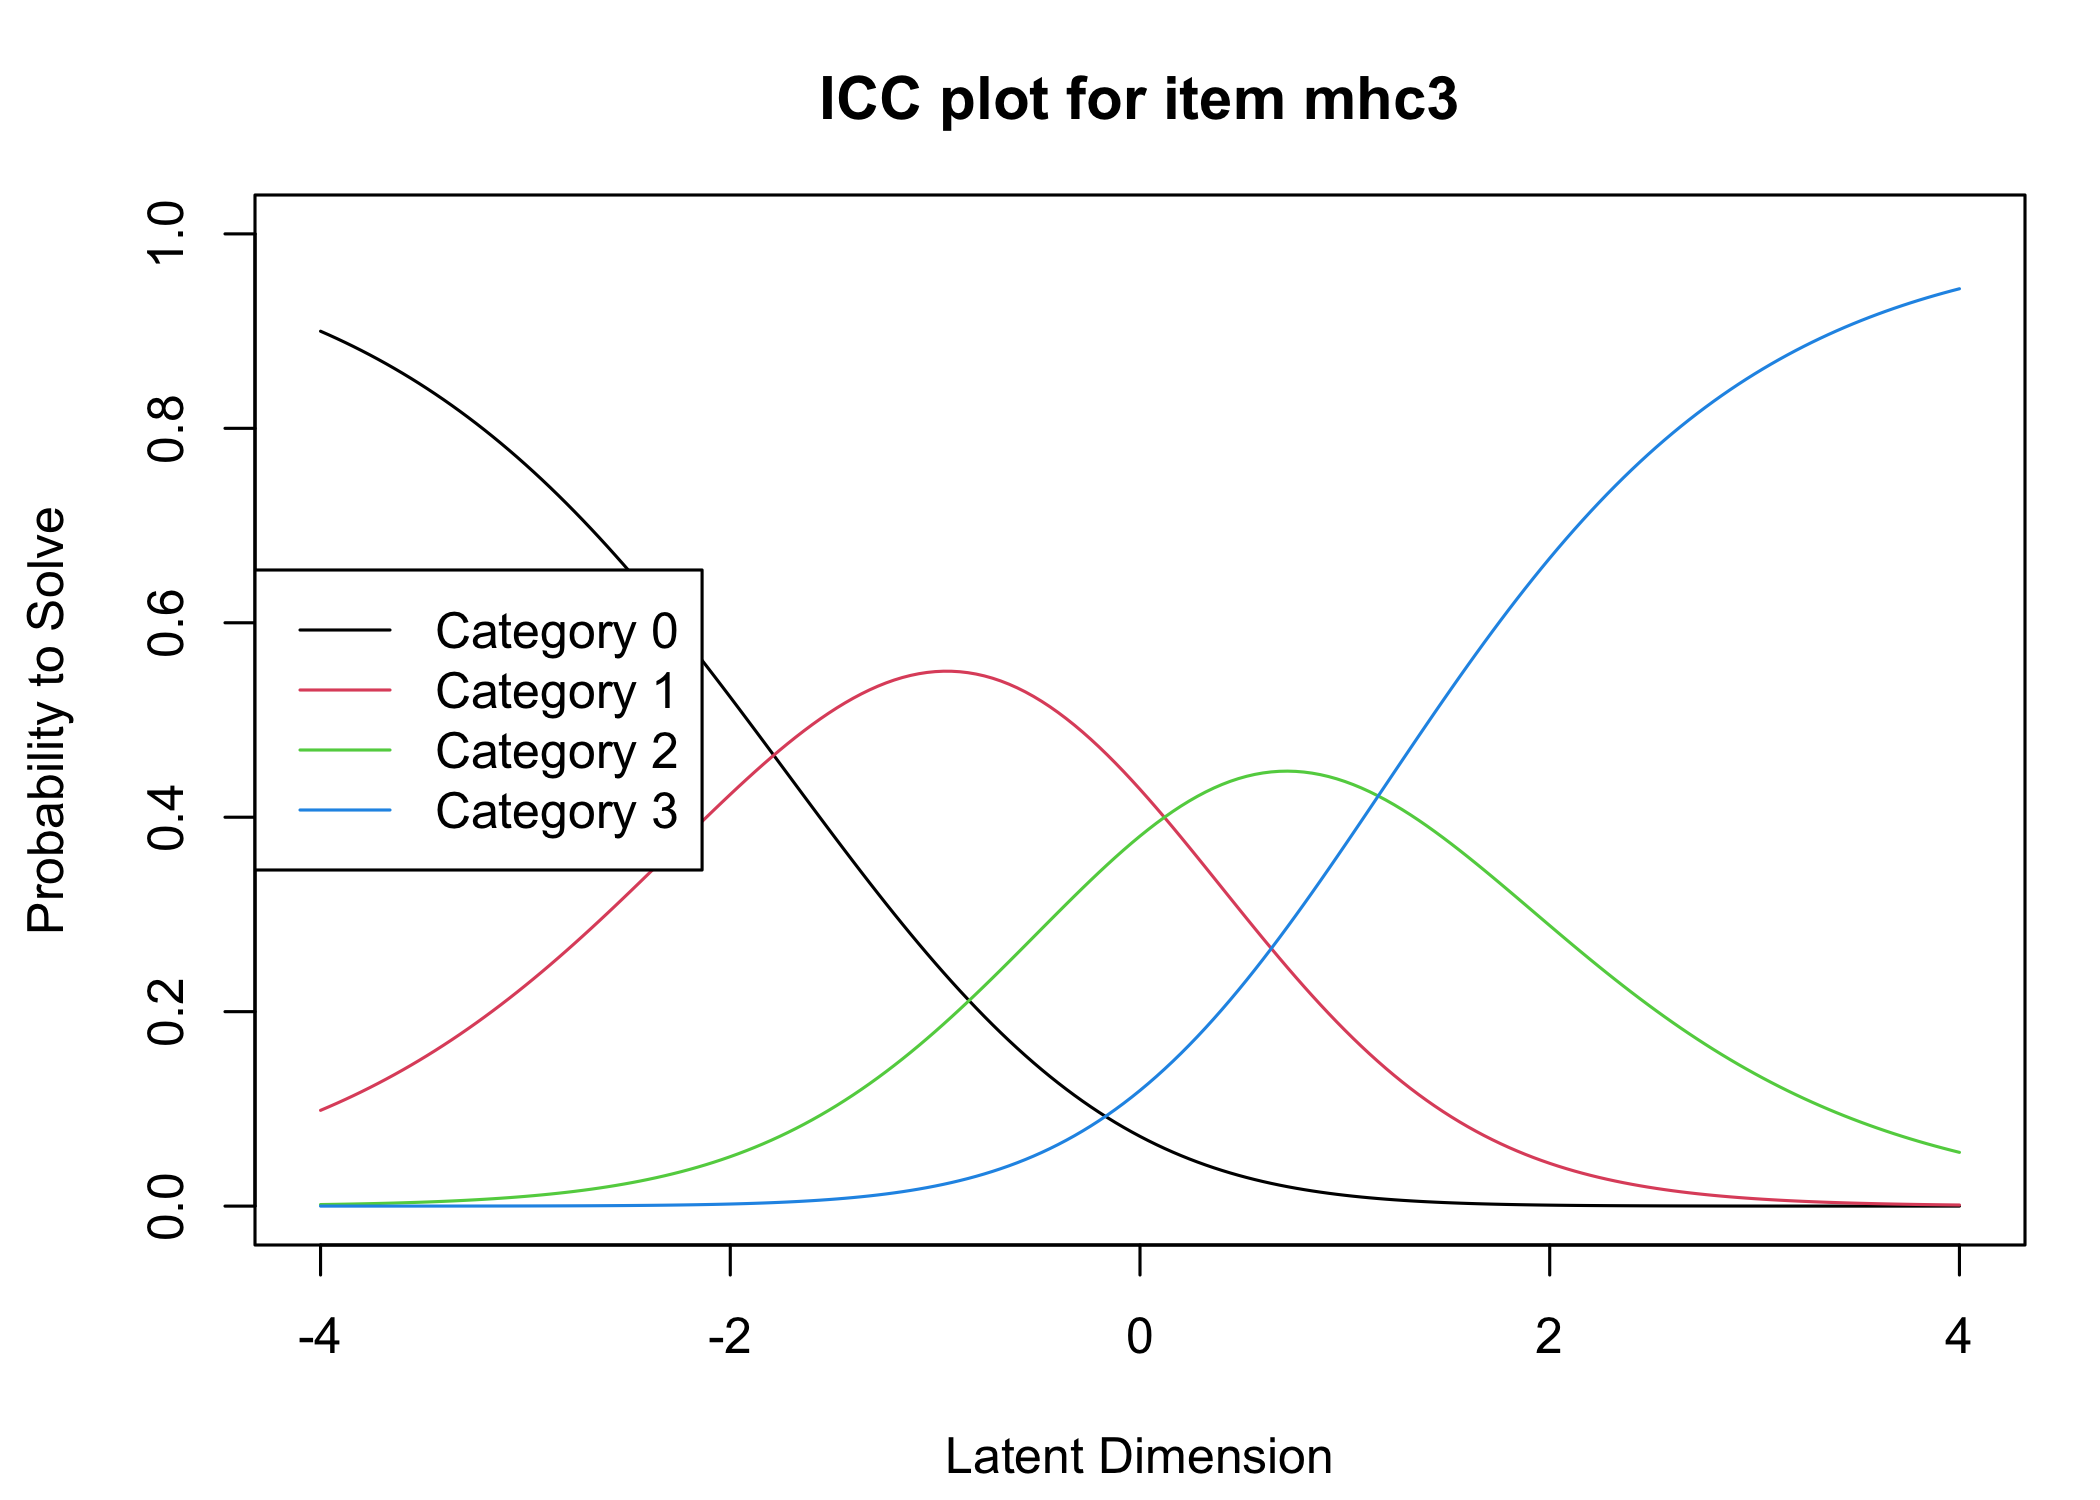 ICC plot for item mhc3
Probability to Solve
1.0
0.8
0.6
0.4
0.2
0.0
Category 0
Category 1
Category 2
Category 3
-4 -2 0 2 4
Latent Dimension